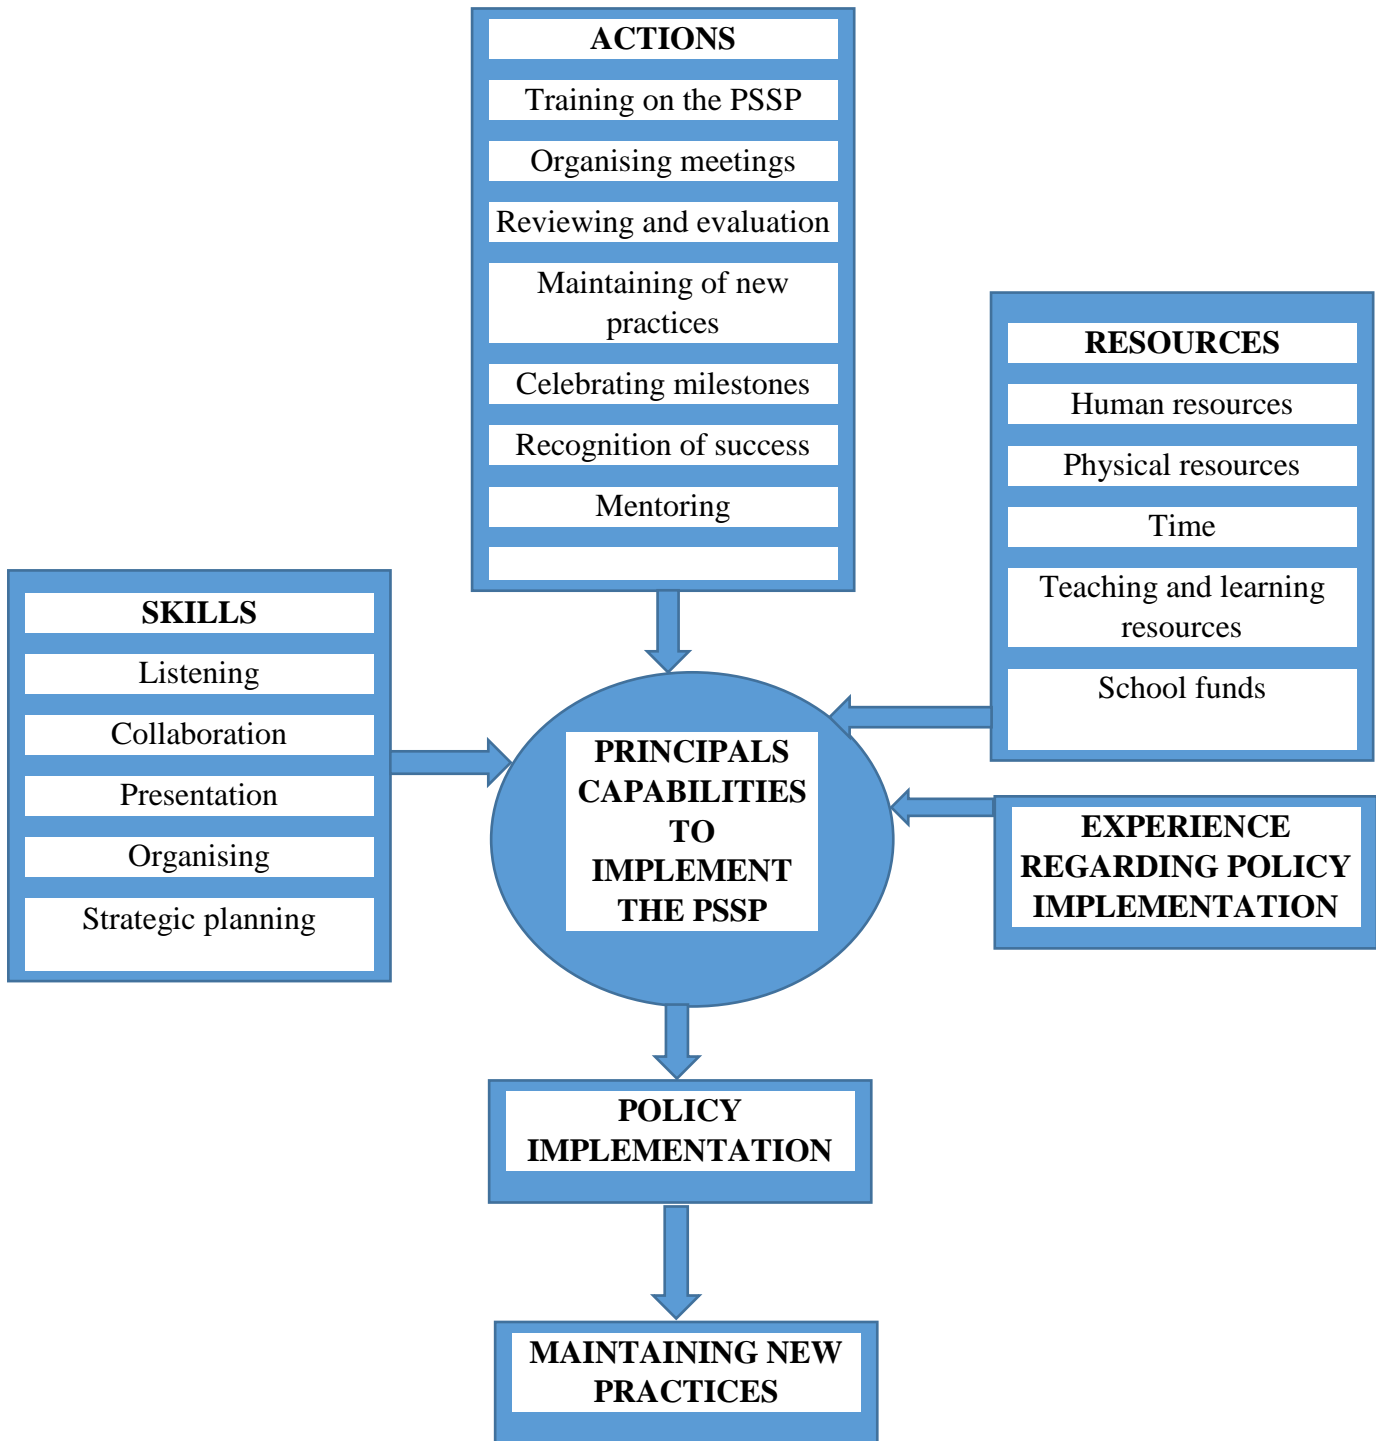 ACTIONS
Training on the PSSP
Organising meetings
Reviewing and evaluation
Maintaining of new
practices
Celebrating milestones
Recognition of success
Mentoring
RESOURCES
Human resources
Physical resources
Time
Teaching and learning
resources
School funds
SKILLS
Listening
Collaboration
Presentation
Organising
Strategic planning
PRINCIPALS
CAPABILITIES
TO
IMPLEMENT
THE PSSP
EXPERIENCE
REGARDING POLICY
IMPLEMENTATION
POLICY
IMPLEMENTATION
MAINTAINING NEW
PRACTICES